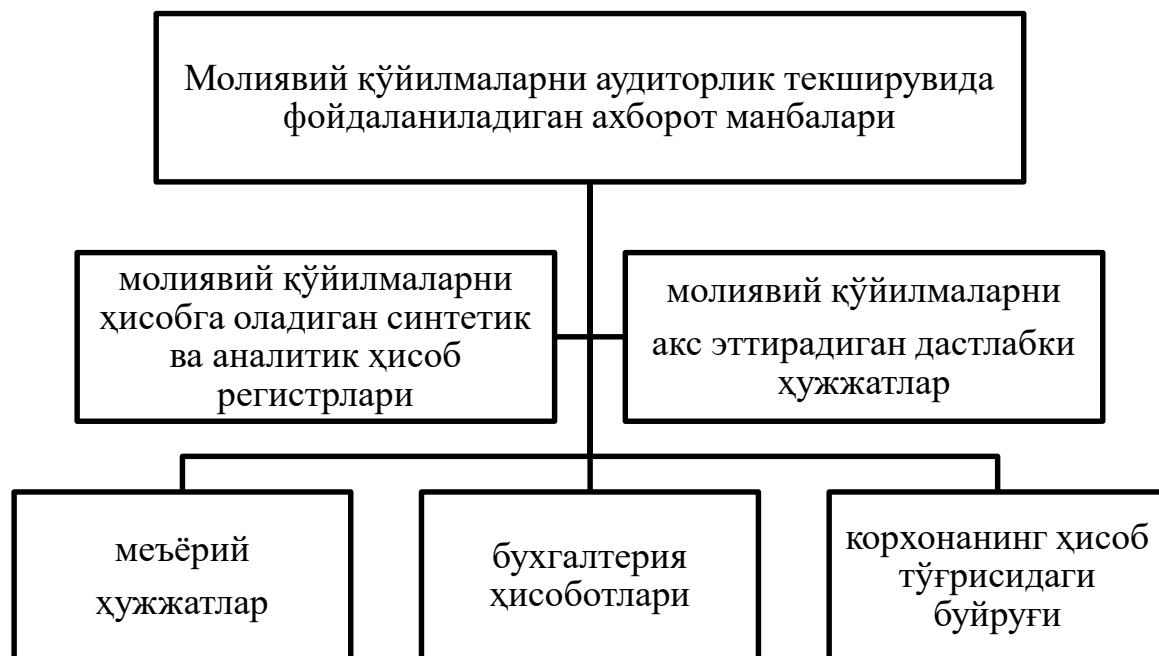 Молиявий қўйилмаларни аудиторлик текширувида
фойдаланиладиган ахборот манбалари
молиявий қўйилмаларни
ҳисобга оладиган синтетик
ва аналитик ҳисоб
регистрлари
молиявий қўйилмаларни
акс эттирадиган дастлабки
ҳужжатлар
меъёрий
ҳужжатлар
бухгалтерия
ҳисоботлари
корхонанинг ҳисоб
тўғрисидаги
буйруғи